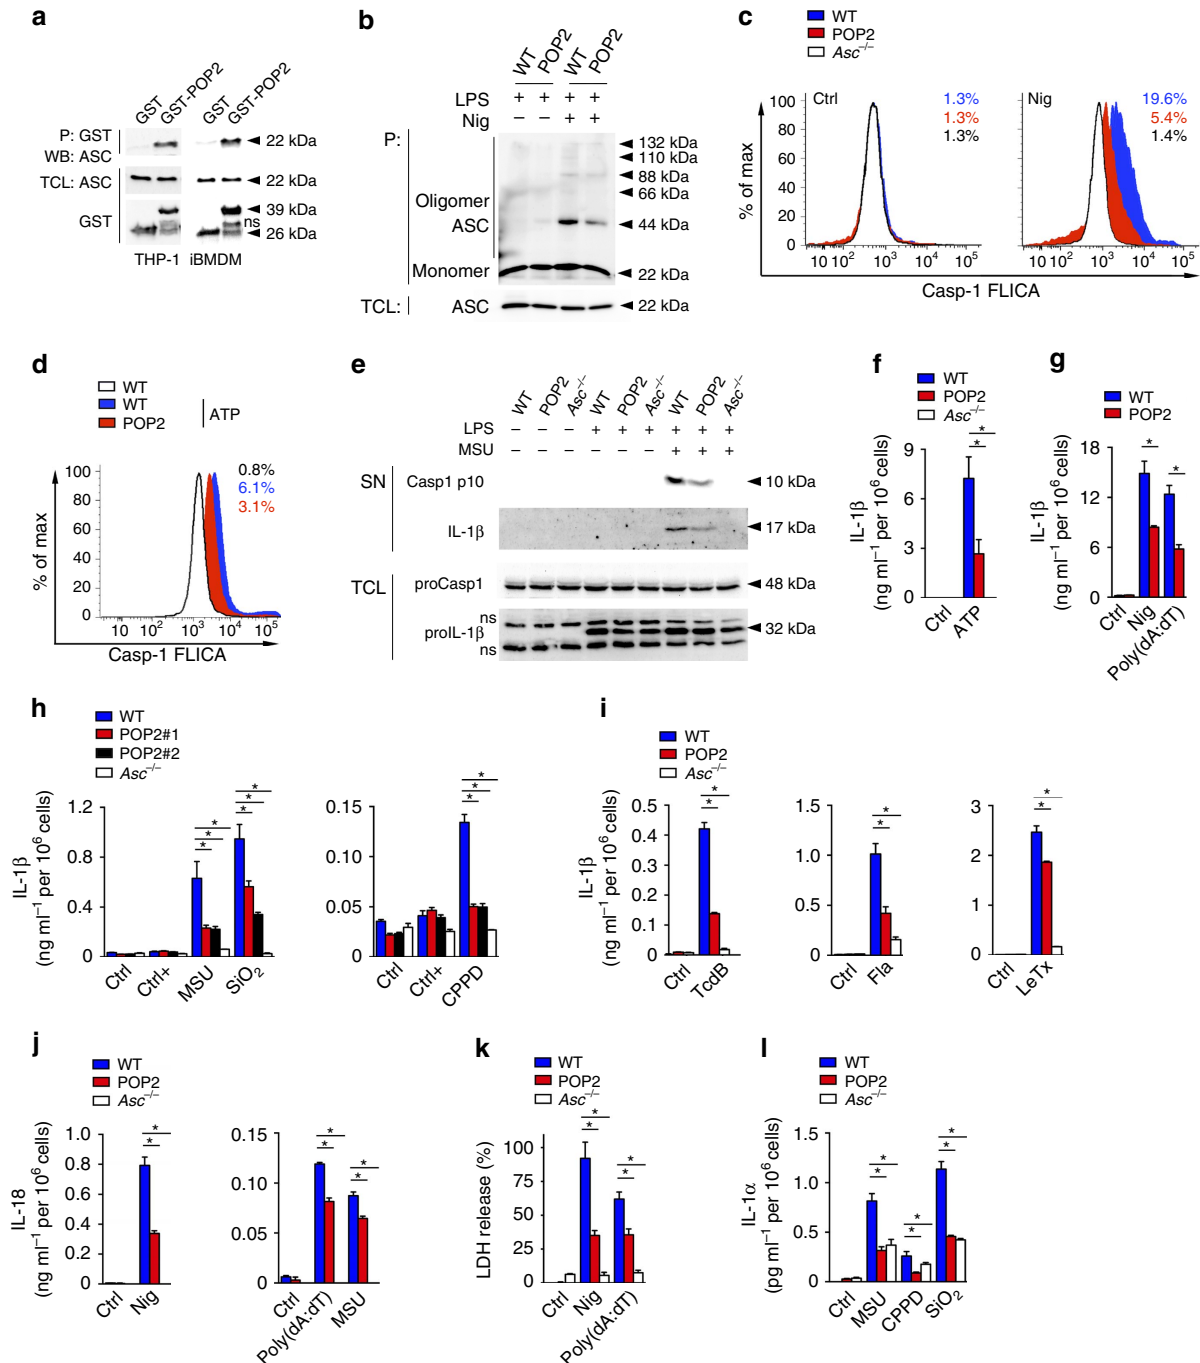 a
GST
GST-POP2
GST
GST-POP2
P: GST
WB: ASC
22 kDa
TCL: ASC
22 kDa
GST
39 kDa
ns
26 kDa
THP-1 iBMDM
b
WT
POP2
WT
POP2
LPS + + + +
Nig − − + +
P:
132 kDa
110 kDa
88 kDa
66 kDa
Oligomer
ASC
44 kDa
Monomer
22 kDa
TCL: ASC
22 kDa
c
WT
POP2
Asc−/−
Ctrl
1.3%
1.3%
1.3%
Nig
19.6%
5.4%
1.4%
% of max
100
80
60
40
20
0
10 10 10² 10³ 10⁴ 10⁵
10 10 10² 10³ 10⁴ 10⁵
Casp-1 FLICA
d
WT
WT
POP2
ATP
0.8%
6.1%
3.1%
% of max
100
80
60
40
20
0
10 10² 10³ 10⁴ 10⁵
Casp-1 FLICA
e
WT
POP2
Asc−/−
WT
POP2
Asc−/−
WT
POP2
Asc−/−
LPS − − − + + + + + +
MSU − − − − − − + + +
SN
Casp1 p10
10 kDa
IL-1β
17 kDa
TCL
proCasp1
48 kDa
ns
proIL-1β
ns
32 kDa
f
WT
POP2
Asc−/−
IL-1β
(ng ml−1 per 10⁶ cells)
9
6
3
0
* *
Ctrl
ATP
g
WT
POP2
IL-1β
(ng ml−1 per 10⁶ cells)
18
12
6
0
* *
Ctrl
Nig
Poly(dA:dT)
h
WT
POP2#1
POP2#2
Asc−/−
IL-1β
(ng ml−1 per 10⁶ cells)
1.2
0.8
0.4
0
* * * * * *
Ctrl
Ctrl+
MSU
SiO₂
0.15
0.10
0.05
0
* * *
Ctrl
Ctrl+
CPPD
i
WT
POP2
Asc−/−
IL-1β
(ng ml−1 per 10⁶ cells)
0.5
0.4
0.3
0.2
0.1
0
* *
Ctrl
TcdB
1.5
1.0
0.5
0
* *
Ctrl
Fla
3
2
1
0
* *
Ctrl
LeTx
j
WT
POP2
Asc−/−
IL-18
(ng ml−1 per 10⁶ cells)
1.0
0.8
0.6
0.4
0.2
0
* *
Ctrl
Nig
0.15
0.10
0.05
0
* * * *
Ctrl
Poly(dA:dT)
MSU
k
WT
POP2
Asc−/−
LDH release (%)
100
75
50
25
0
* * * *
Ctrl
Nig
Poly(dA:dT)
l
WT
POP2
Asc−/−
IL-1α
(pg ml−1 per 10⁶ cells)
1.5
1.0
0.5
0
* * * * * *
Ctrl
MSU
CPPD
SiO₂